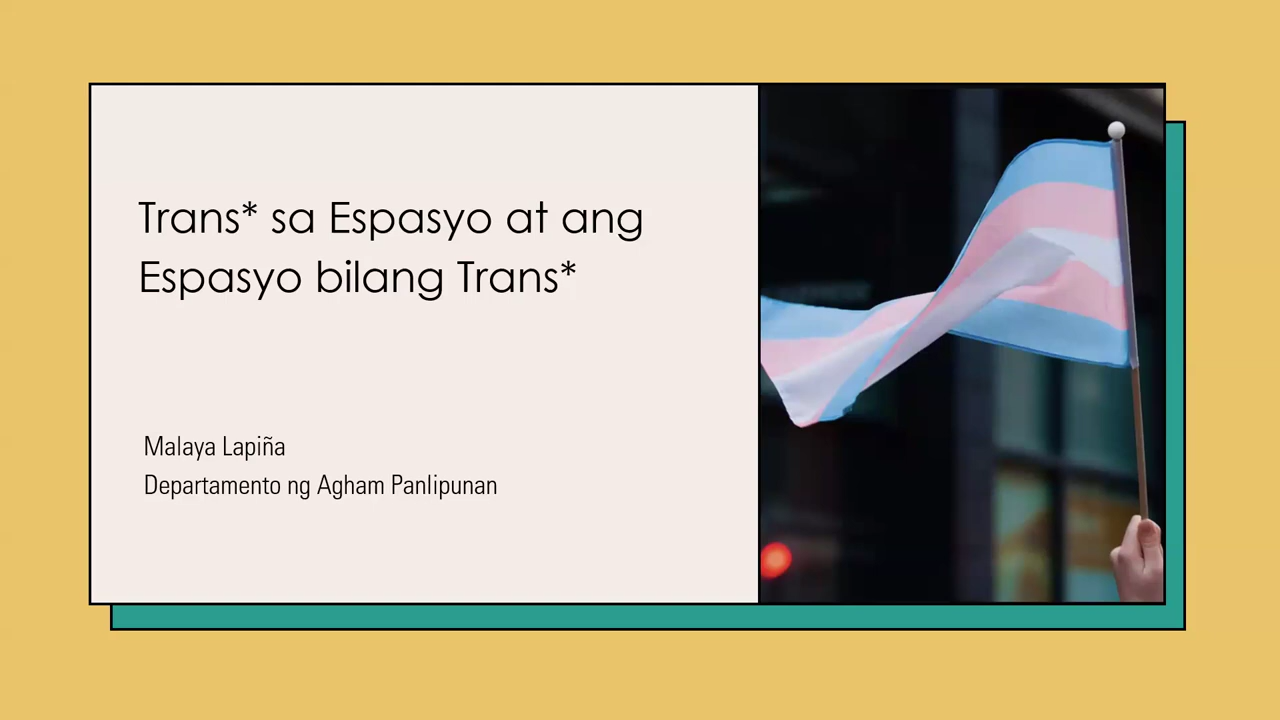 Trans* sa Espasyo at ang
Espasyo bilang Trans*
Malaya Lapiña
Departamento ng Agham Panlipunan